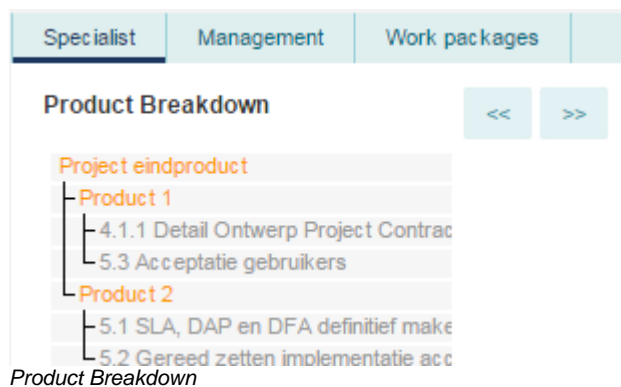 Specialist Management Work packages
Product Breakdown << >>
Project eindproduct
Product 1
4.1.1 Detail Ontwerp Project Contrac
5.3 Acceptatie gebruikers
Product 2
5.1 SLA, DAP en DFA definitief make
5.2 Gereed zetten implementatie acc
Product Breakdown